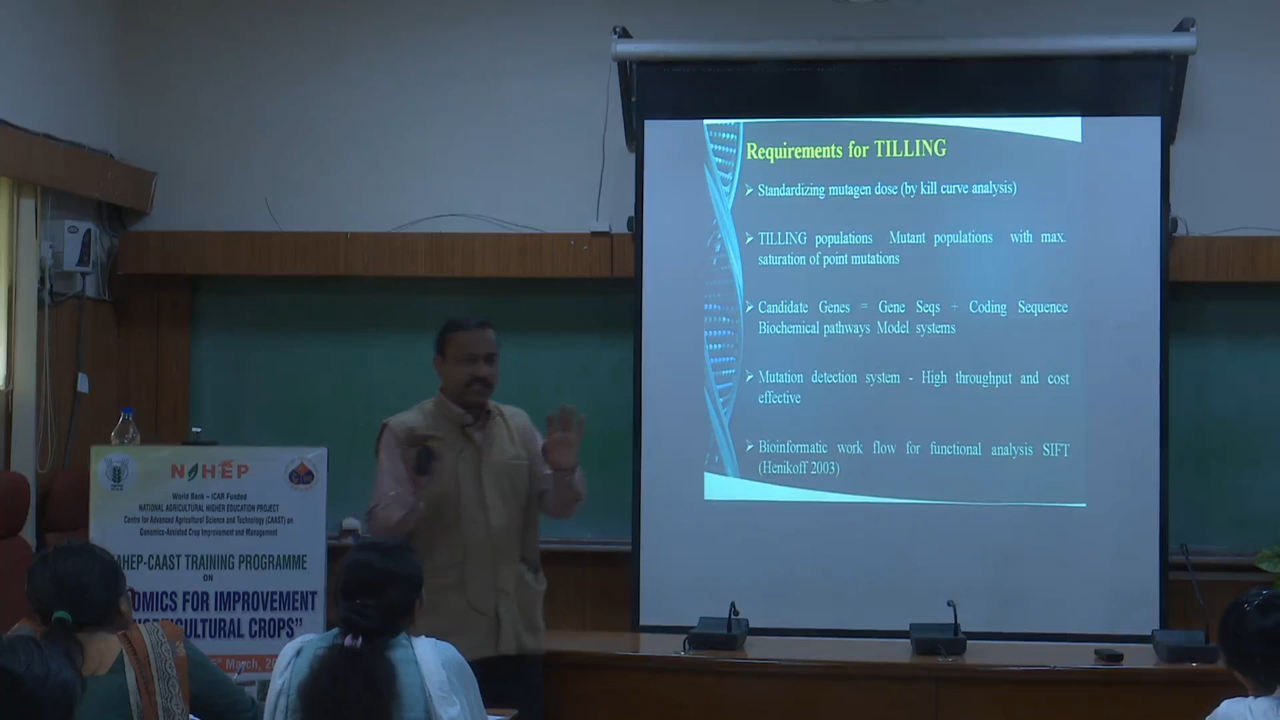 Requirements for TILLING
➢ Standardizing mutagen dose (by kill curve analysis)
➢ TILLING populations Mutant populations with max.
saturation of point mutations
➢ Candidate Genes = Gene Seqs + Coding Sequence
Biochemical pathways Model systems
➢ Mutation detection system - High throughput and cost
effective
➢ Bioinformatic work flow for functional analysis SIFT
(Henikoff 2003)
NAHEP
World Bank – ICAR Funded
NATIONAL AGRICULTURAL HIGHER EDUCATION PROJECT
Centre for Advanced Agricultural Science and Technology (CAAST) on
Genomics-Assisted Crop Improvement and Management
AHEP-CAAST TRAINING PROGRAMME
ON
OMICS FOR IMPROVEMENT
CULTURAL CROPS”
March,